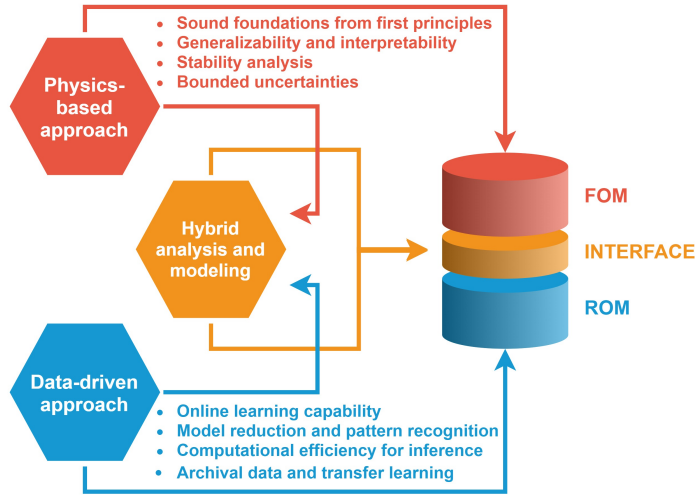 • Sound foundations from first principles
• Generalizability and interpretability
• Stability analysis
• Bounded uncertainties
Physics-
based
approach
Hybrid
analysis and
modeling
FOM
INTERFACE
ROM
Data-driven
approach
• Online learning capability
• Model reduction and pattern recognition
• Computational efficiency for inference
• Archival data and transfer learning